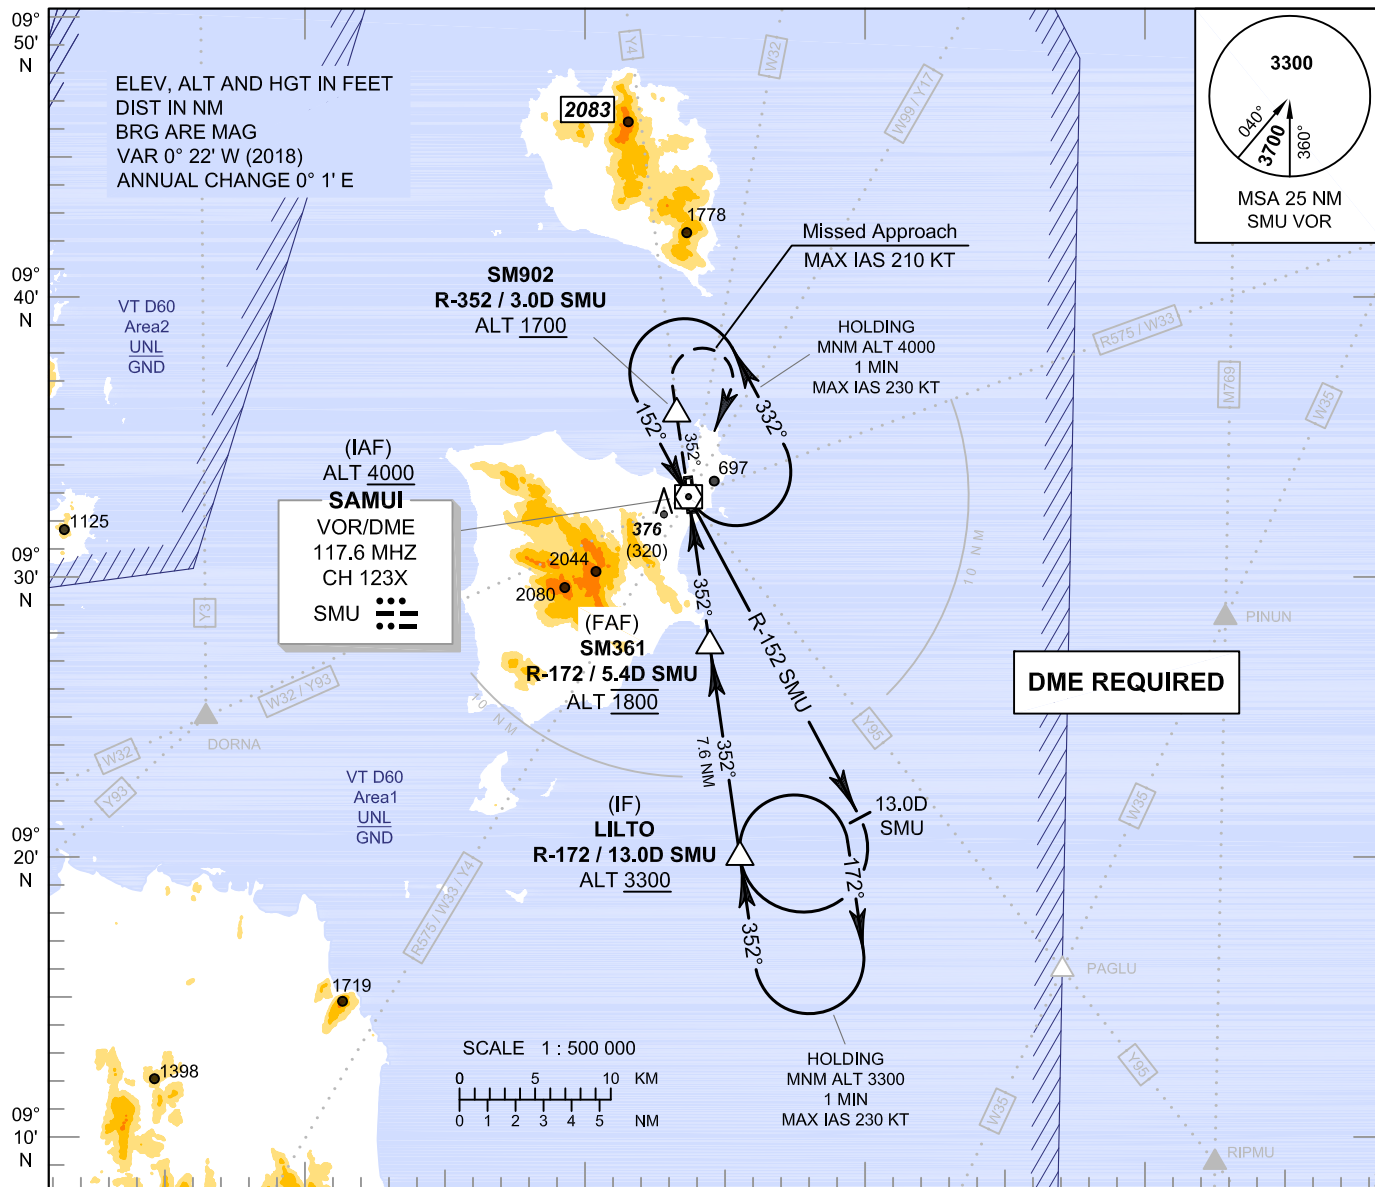 09°
50'
N
ELEV, ALT AND HGT IN FEET
DIST IN NM
BRG ARE MAG
VAR 0° 22' W (2018)
ANNUAL CHANGE 0° 1' E
Y4
W32
W99 / Y17
2083
1778
3300
040°
3700
360°
MSA 25 NM
SMU VOR
Missed Approach
MAX IAS 210 KT
09°
40'
N
VT D60
Area2
UNL
GND
SM902
R-352 / 3.0D SMU
ALT 1700
HOLDING
MNM ALT 4000
1 MIN
MAX IAS 230 KT
R575 / W33
M769
W35
152°
352°
332°
697
(IAF)
ALT 4000
SAMUI
VOR/DME
117.6 MHZ
CH 123X
SMU
1125
376
(320)
2044
2080
10 NM
09°
30'
N
Y3
352°
R-152 SMU
PINUN
(FAF)
SM361
R-172 / 5.4D SMU
ALT 1800
DME REQUIRED
W32 / Y93
10 NM
DORNA
W32
Y93
Y95
352°
7.6 NM
VT D60
Area1
UNL
GND
W35
(IF)
LILTO
R-172 / 13.0D SMU
ALT 3300
13.0D
SMU
09°
20'
N
172°
352°
R575 / W33 / Y4
PAGLU
1719
SCALE 1 : 500 000
0 5 10 KM
0 1 2 3 4 5 NM
HOLDING
MNM ALT 3300
1 MIN
MAX IAS 230 KT
1398
Y95
W35
09°
10'
N
RIPMU